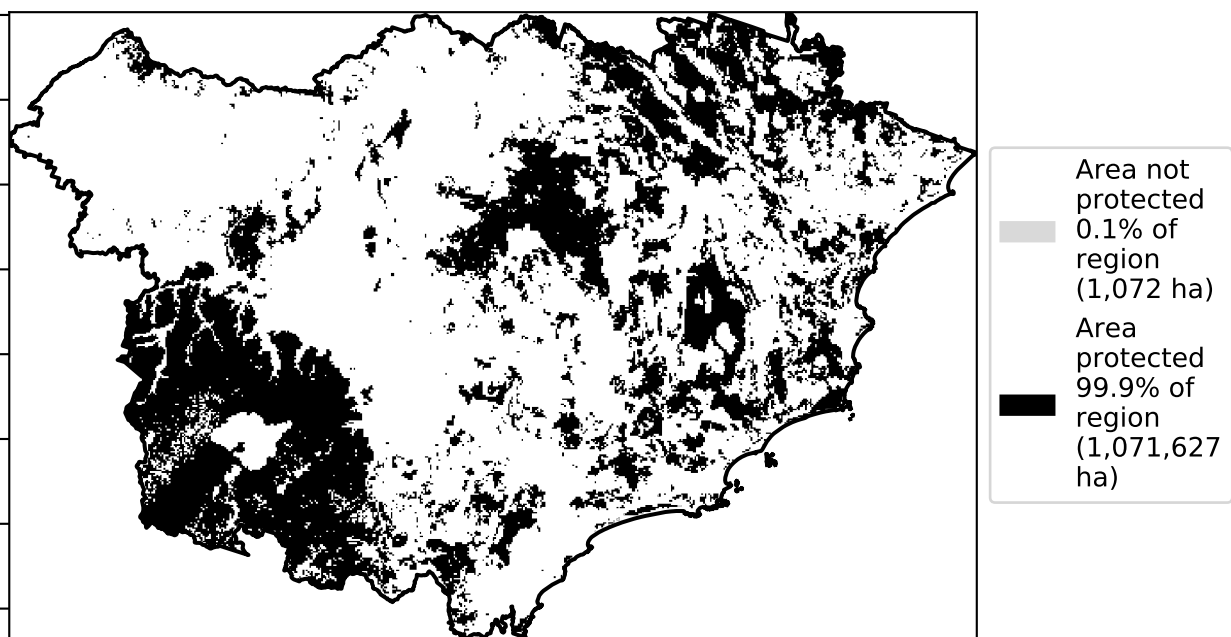 Area not
protected
0.1% of
region
(1,072 ha)
Area
protected
99.9% of
region
(1,071,627
ha)